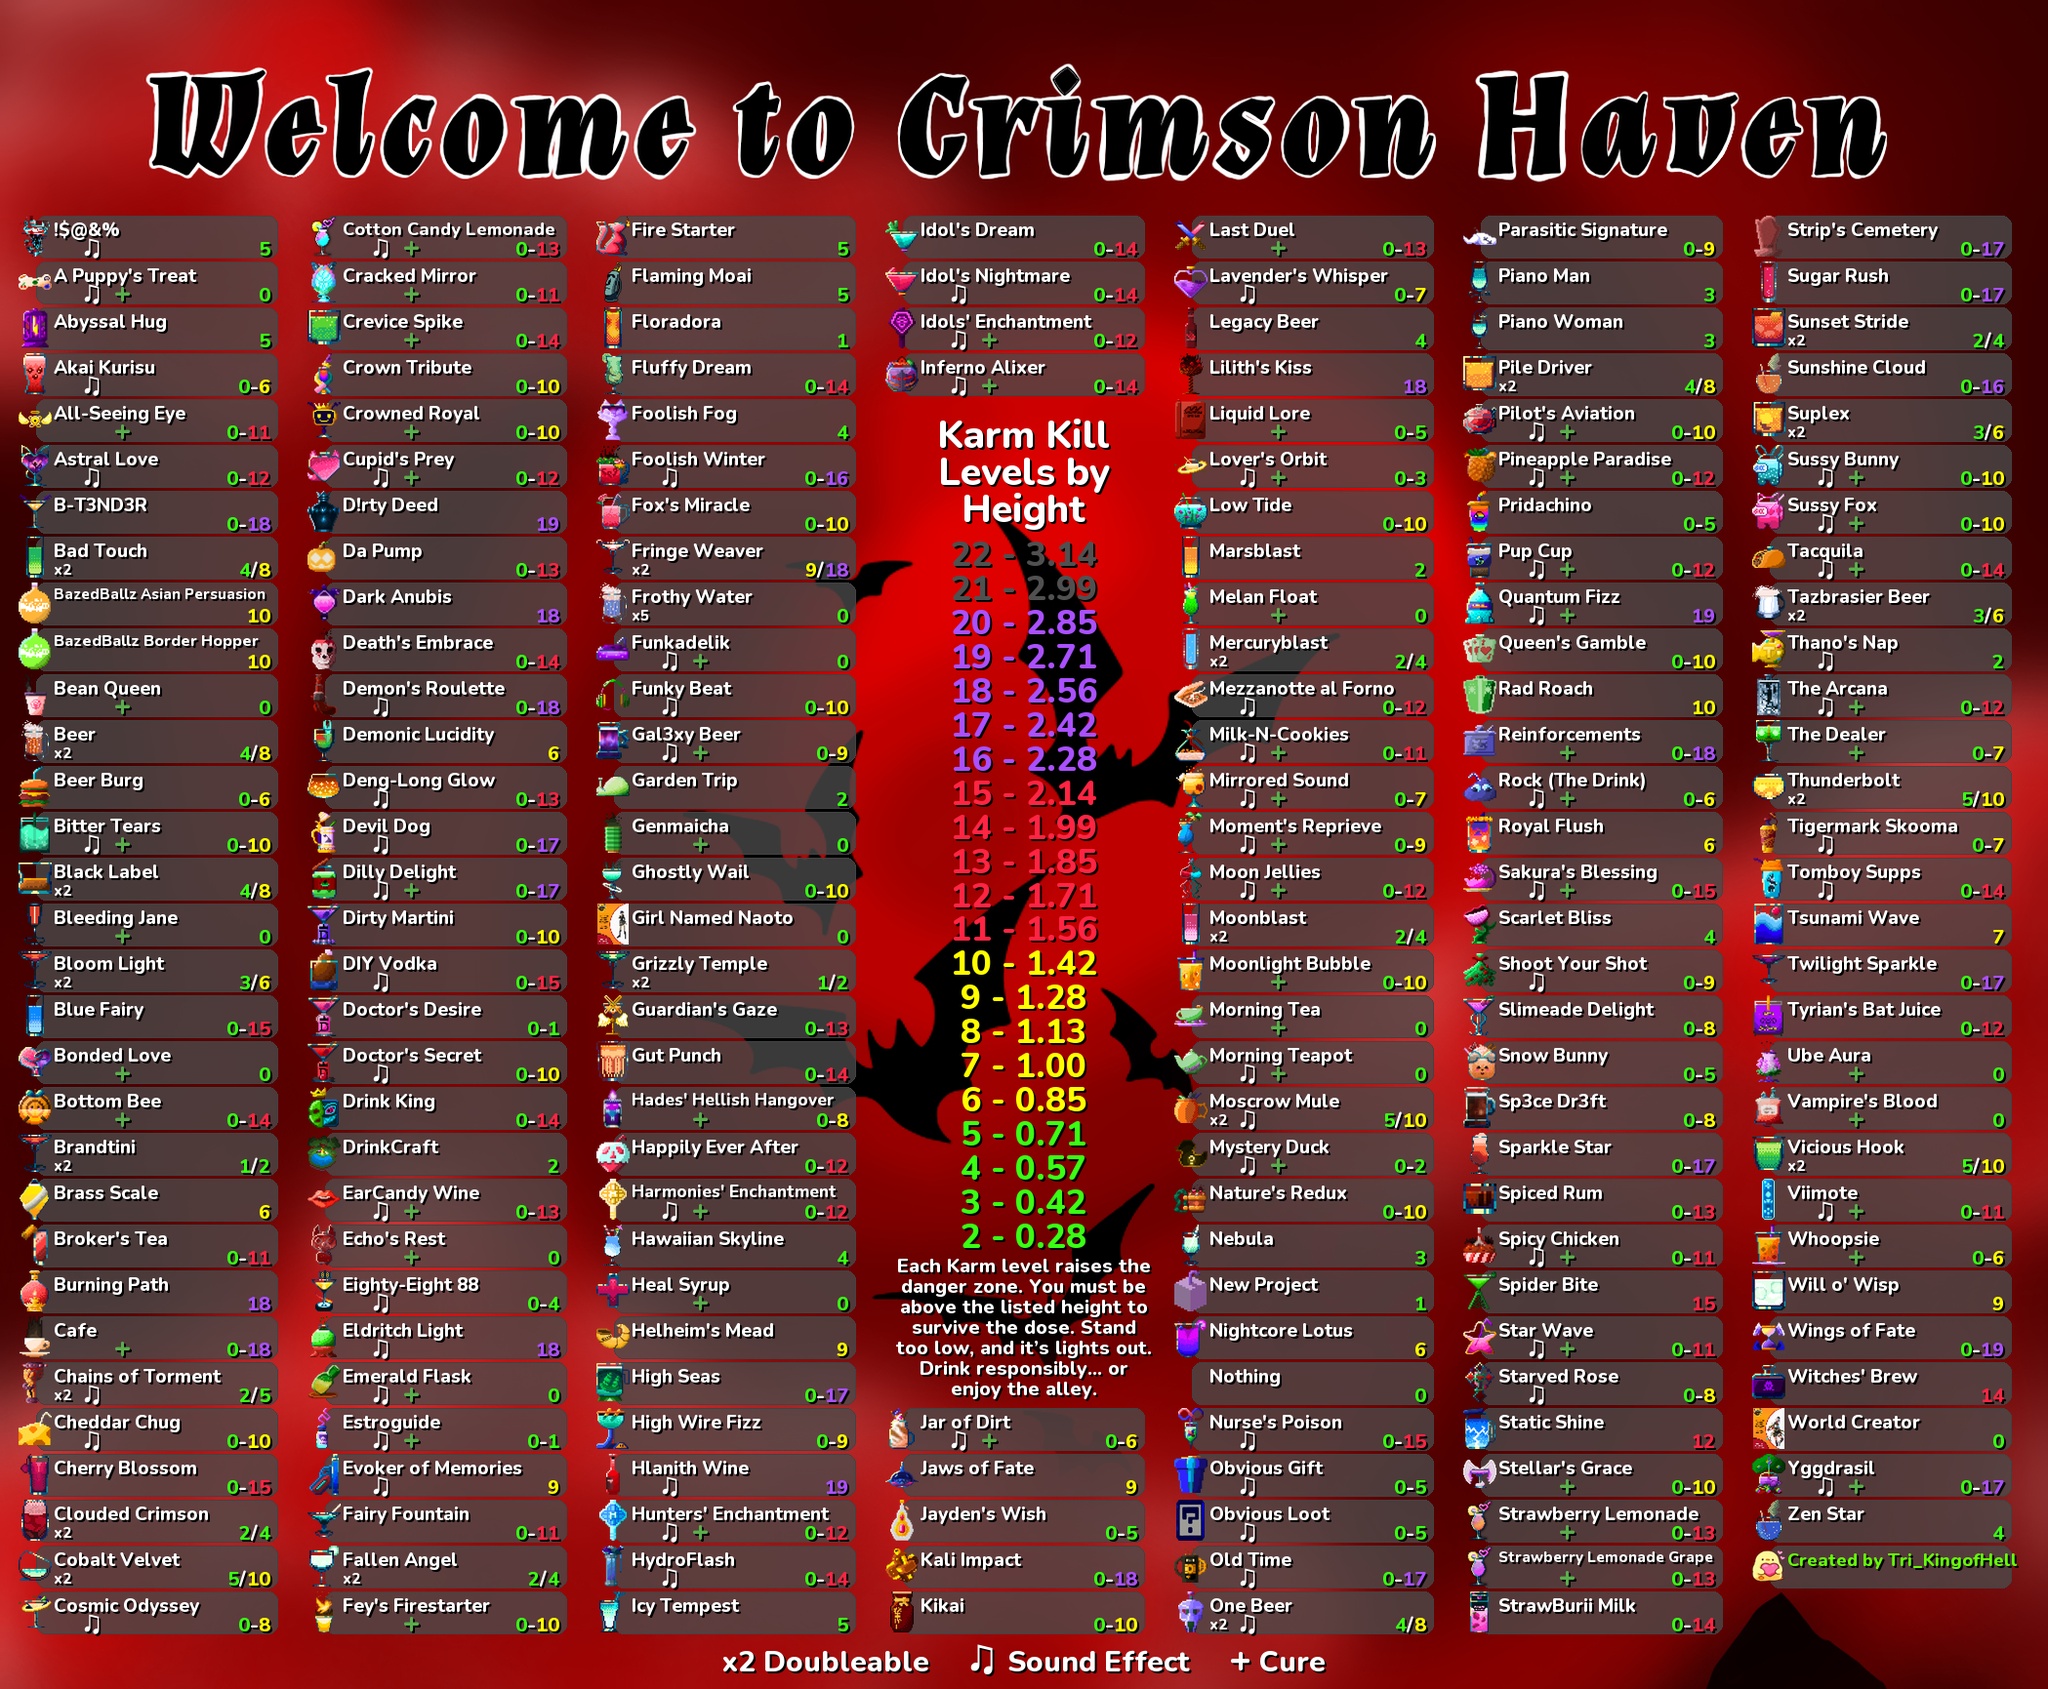 Welcome to Crimson Haven
!$@&%
♫ 5
A Puppy's Treat
♫ + 0
Abyssal Hug
5
Akai Kurisu
♫ 0-6
All-Seeing Eye
+ 0-11
Astral Love
♫ 0-12
B-T3ND3R
0-18
Bad Touch
x2 4/8
BazedBallz Asian Persuasion
10
BazedBallz Border Hopper
10
Bean Queen
+ 0
Beer
x2 4/8
Beer Burg
0-6
Bitter Tears
♫ + 0-10
Black Label
x2 4/8
Bleeding Jane
+ 0
Bloom Light
x2 3/6
Blue Fairy
0-15
Bonded Love
+ 0
Bottom Bee
+ 0-14
Brandtini
x2 1/2
Brass Scale
6
Broker's Tea
0-11
Burning Path
18
Cafe
+ 0-18
Chains of Torment
x2 ♫ 2/5
Cheddar Chug
♫ 0-10
Cherry Blossom
0-15
Clouded Crimson
x2 2/4
Cobalt Velvet
x2 5/10
Cosmic Odyssey
♫ 0-8
Cotton Candy Lemonade
♫ + 0-13
Cracked Mirror
+ 0-11
Crevice Spike
+ 0-14
Crown Tribute
0-10
Crowned Royal
+ 0-10
Cupid's Prey
♫ + 0-12
D!rty Deed
19
Da Pump
0-13
Dark Anubis
18
Death's Embrace
0-14
Demon's Roulette
♫ 0-18
Demonic Lucidity
6
Deng-Long Glow
♫ 0-13
Devil Dog
♫ 0-17
Dilly Delight
♫ + 0-17
Dirty Martini
0-10
DIY Vodka
♫ 0-15
Doctor's Desire
0-1
Doctor's Secret
♫ 0-10
Drink King
0-14
DrinkCraft
2
EarCandy Wine
♫ + 0-13
Echo's Rest
+ 0
Eighty-Eight 88
♫ 0-4
Eldritch Light
♫ 18
Emerald Flask
♫ + 0
Estroguide
♫ + 0-1
Evoker of Memories
♫ 9
Fairy Fountain
0-11
Fallen Angel
x2 2/4
Fey's Firestarter
+ 0-10
Fire Starter
5
Flaming Moai
5
Floradora
1
Fluffy Dream
0-14
Foolish Fog
4
Foolish Winter
♫ 0-16
Fox's Miracle
0-10
Fringe Weaver
x2 9/18
Frothy Water
x5 0
Funkadelik
♫ + 0
Funky Beat
♫ 0-10
Gal3xy Beer
♫ + 0-9
Garden Trip
2
Genmaicha
+ 0
Ghostly Wail
0-10
Girl Named Naoto
0
Grizzly Temple
x2 1/2
Guardian's Gaze
0-13
Gut Punch
0-14
Hades' Hellish Hangover
+ 0-8
Happily Ever After
0-12
Harmonies' Enchantment
♫ + 0-12
Hawaiian Skyline
4
Heal Syrup
+ 0
Helheim's Mead
9
High Seas
0-17
High Wire Fizz
0-9
Hlanith Wine
♫ 19
Hunters' Enchantment
♫ + 0-12
HydroFlash
♫ 0-14
Icy Tempest
5
Idol's Dream
0-14
Idol's Nightmare
♫ 0-14
Idols' Enchantment
♫ + 0-12
Inferno Alixer
♫ + 0-14
Karm Kill
Levels by
Height
22 - 3.14
21 - 2.99
20 - 2.85
19 - 2.71
18 - 2.56
17 - 2.42
16 - 2.28
15 - 2.14
14 - 1.99
13 - 1.85
12 - 1.71
11 - 1.56
10 - 1.42
9 - 1.28
8 - 1.13
7 - 1.00
6 - 0.85
5 - 0.71
4 - 0.57
3 - 0.42
2 - 0.28
Each Karm level raises the
danger zone. You must be
above the listed height to
survive the dose. Stand
too low, and it's lights out.
Drink responsibly... or
enjoy the alley.
Jar of Dirt
♫ + 0-6
Jaws of Fate
9
Jayden's Wish
0-5
Kali Impact
0-18
Kikai
0-10
Last Duel
+ 0-13
Lavender's Whisper
♫ 0-7
Legacy Beer
4
Lilith's Kiss
18
Liquid Lore
+ 0-5
Lover's Orbit
♫ + 0-3
Low Tide
0-10
Marsblast
2
Melan Float
+ 0
Mercuryblast
x2 2/4
Mezzanotte al Forno
♫ 0-12
Milk-N-Cookies
♫ + 0-11
Mirrored Sound
♫ + 0-7
Moment's Reprieve
♫ + 0-9
Moon Jellies
♫ + 0-12
Moonblast
x2 2/4
Moonlight Bubble
+ 0-10
Morning Tea
+ 0
Morning Teapot
♫ + 0
Moscrow Mule
x2 ♫ 5/10
Mystery Duck
♫ + 0-2
Nature's Redux
0-10
Nebula
3
New Project
1
Nightcore Lotus
6
Nothing
0
Nurse's Poison
♫ 0-15
Obvious Gift
♫ 0-5
Obvious Loot
♫ 0-5
Old Time
♫ 0-17
One Beer
x2 ♫ 4/8
Parasitic Signature
0-9
Piano Man
3
Piano Woman
3
Pile Driver
x2 4/8
Pilot's Aviation
♫ + 0-10
Pineapple Paradise
♫ + 0-12
Pridachino
0-5
Pup Cup
♫ + 0-12
Quantum Fizz
♫ + 19
Queen's Gamble
0-10
Rad Roach
10
Reinforcements
+ 0-18
Rock (The Drink)
♫ + 0-6
Royal Flush
6
Sakura's Blessing
♫ + 0-15
Scarlet Bliss
4
Shoot Your Shot
♫ 0-9
Slimeade Delight
0-8
Snow Bunny
0-5
Sp3ce Dr3ft
0-8
Sparkle Star
0-17
Spiced Rum
0-13
Spicy Chicken
♫ + 0-11
Spider Bite
15
Star Wave
♫ + 0-11
Starved Rose
♫ 0-8
Static Shine
12
Stellar's Grace
+ 0-10
Strawberry Lemonade
+ 0-13
Strawberry Lemonade Grape
+ 0-13
StrawBurii Milk
0-14
Strip's Cemetery
0-17
Sugar Rush
0-17
Sunset Stride
x2 2/4
Sunshine Cloud
0-16
Suplex
x2 3/6
Sussy Bunny
♫ + 0-10
Sussy Fox
♫ + 0-10
Tacquila
♫ + 0-14
Tazbrasier Beer
x2 3/6
Thano's Nap
♫ 2
The Arcana
♫ + 0-12
The Dealer
+ 0-7
Thunderbolt
x2 5/10
Tigermark Skooma
♫ 0-7
Tomboy Supps
♫ 0-14
Tsunami Wave
7
Twilight Sparkle
0-17
Tyrian's Bat Juice
0-12
Ube Aura
+ 0
Vampire's Blood
+ 0
Vicious Hook
x2 5/10
Viimote
♫ + 0-11
Whoopsie
+ 0-6
Will o' Wisp
9
Wings of Fate
0-19
Witches' Brew
14
World Creator
0
Yggdrasil
♫ + 0-17
Zen Star
4
Created by Tri_KingofHell
x2 Doubleable ♫ Sound Effect + Cure